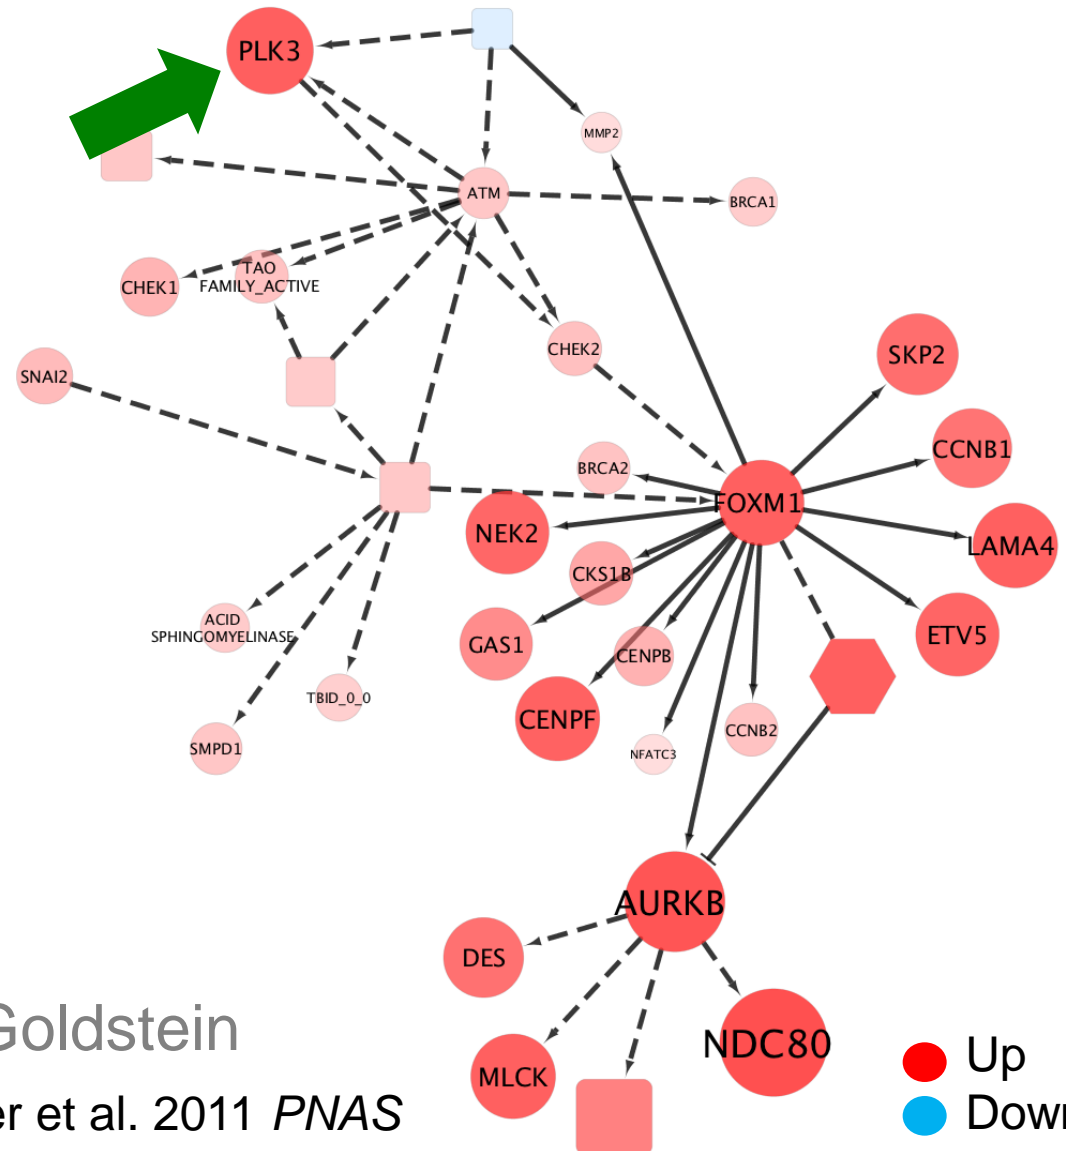 PLK3
MMP2
ATM
BRCA1
TAO
FAMILY_ACTIVE
CHEK1
CHEK2
SNAI2
SKP2
CCNB1
BRCA2
FOXM1
NEK2
LAMA4
CKS1B
ACID
SPHINGOMYELINASE
GAS1
CENPB
ETV5
TBID_0_0
CENPF
CCNB2
SMPD1
NFATC3
AURKB
DES
Goldstein
NDC80
MLCK
Up
er et al. 2011 PNAS
Down